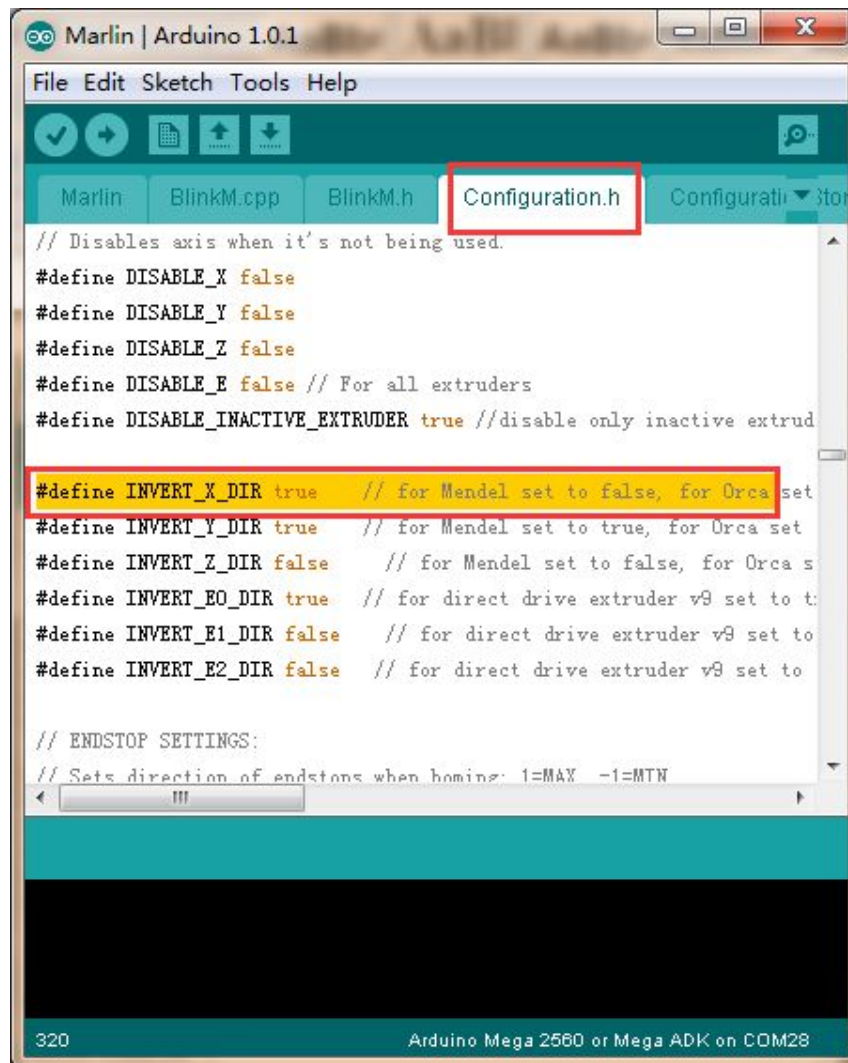 Marlin | Arduino 1.0.1
File Edit Sketch Tools Help
Marlin BlinkM.cpp BlinkM.h Configuration.h Configurati Stor
// Disables axis when it's not being used.
#define DISABLE_X false
#define DISABLE_Y false
#define DISABLE_Z false
#define DISABLE_E false // For all extruders
#define DISABLE_INACTIVE_EXTRUDER true //disable only inactive extrud
#define INVERT_X_DIR true // for Mendel set to false, for Orca set
#define INVERT_Y_DIR true // for Mendel set to true, for Orca set
#define INVERT_Z_DIR false // for Mendel set to false, for Orca s
#define INVERT_E0_DIR true // for direct drive extruder v9 set to t
#define INVERT_E1_DIR false // for direct drive extruder v9 set to
#define INVERT_E2_DIR false // for direct drive extruder v9 set to
// ENDSTOP SETTINGS:
// Sets direction of endstops when homing; 1=MAX, -1=MIN
320 Arduino Mega 2560 or Mega ADK on COM28